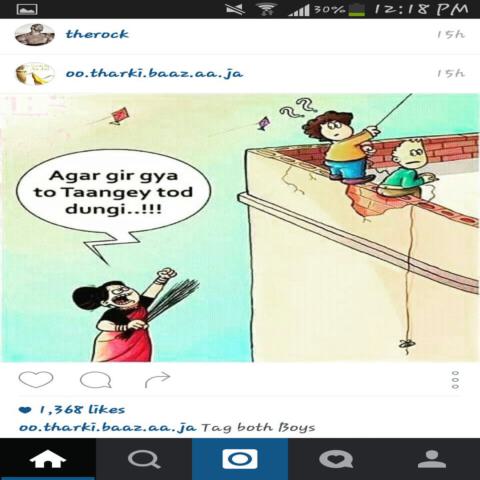 30% 12:18 PM
therock 15h
oo.tharki.baaz.aa.ja 15h
??
Agar gir gya
to Taangey tod
dungi..!!!
1,368 likes
oo.tharki.baaz.aa.ja Tag both Boys